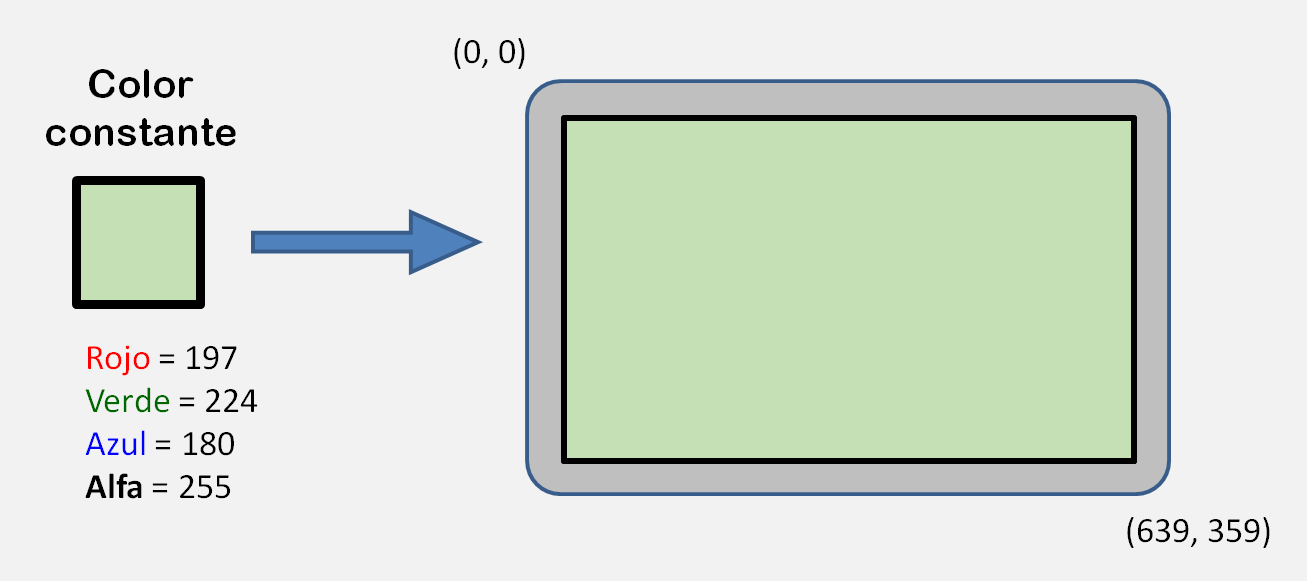 Color
constante
Rojo = 197
Verde = 224
Azul = 180
Alfa = 255
(0, 0)
(639, 359)